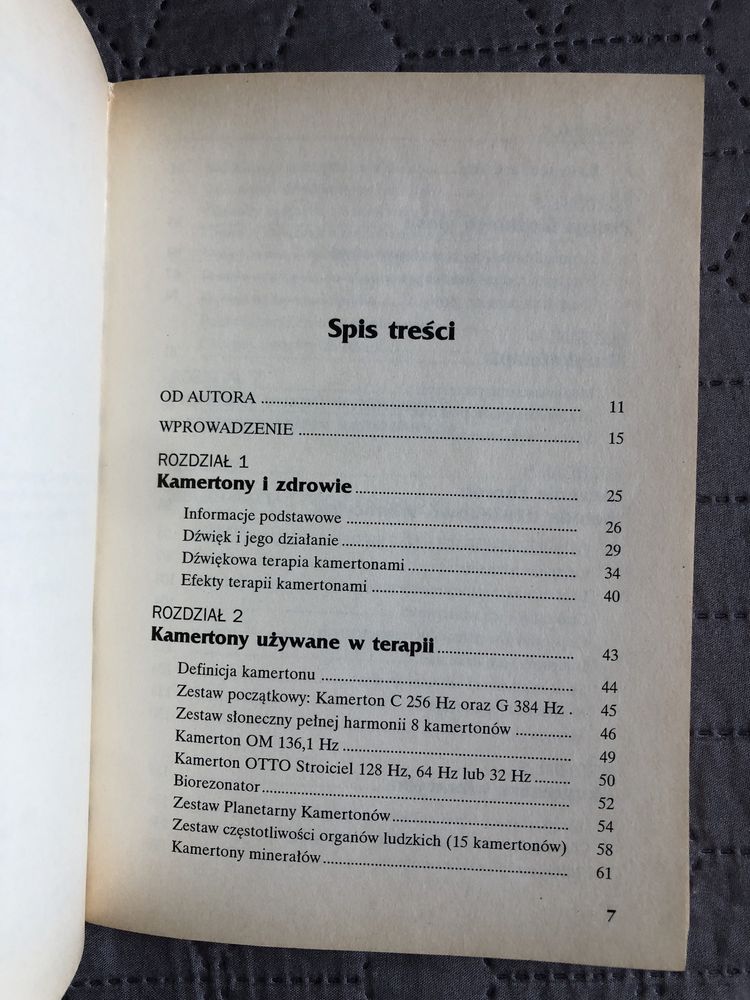 Spis treści
OD AUTORA ........ 11
WPROWADZENIE ........ 15
ROZDZIAŁ 1
Kamertony i zdrowie ........ 25
Informacje podstawowe ........ 26
Dźwięk i jego działanie ........ 29
Dźwiękowa terapia kamertonami ........ 34
Efekty terapii kamertonami ........ 40
ROZDZIAŁ 2
Kamertony używane w terapii ........ 43
Definicja kamertonu ........ 44
Zestaw początkowy: Kamerton C 256 Hz oraz G 384 Hz . 45
Zestaw słoneczny pełnej harmonii 8 kamertonów ........ 46
Kamerton OM 136,1 Hz ........ 49
Kamerton OTTO Stroiciel 128 Hz, 64 Hz lub 32 Hz ........ 50
Biorezonator ........ 52
Zestaw Planetarny Kamertonów ........ 54
Zestaw częstotliwości organów ludzkich (15 kamertonów) 58
Kamertony minerałów ........ 61
7